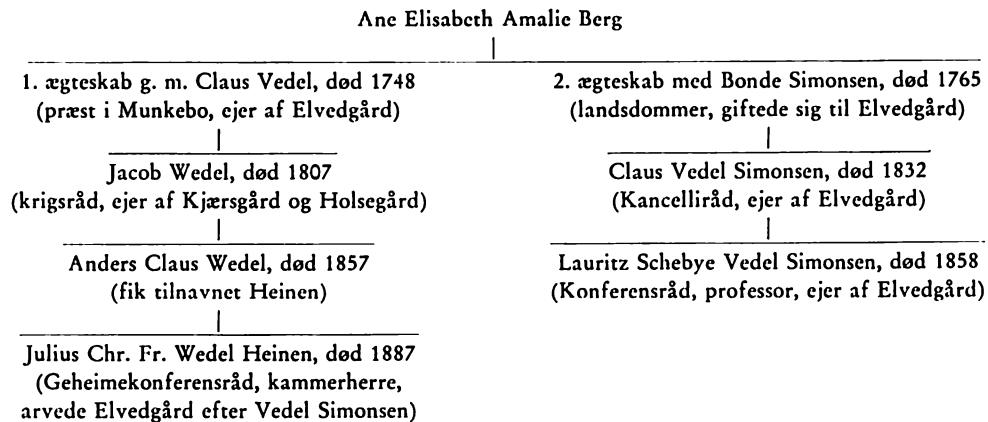 Ane Elisabeth Amalie Berg
1. ægteskab g. m. Claus Vedel, død 1748
(præst i Munkebo, ejer af Elvedgård)
Jacob Wedel, død 1807
(krigsråd, ejer af Kjærsgård og Holsegård)
Anders Claus Wedel, død 1857
(fik tilnavnet Heinen)
Julius Chr. Fr. Wedel Heinen, død 1887
(Geheimekonferensråd, kammerherre,
arvede Elvedgård efter Vedel Simonsen)
2. ægteskab med Bonde Simonsen, død 1765
(landsdommer, giftede sig til Elvedgård)
Claus Vedel Simonsen, død 1832
(Kancelliråd, ejer af Elvedgård)
Lauritz Schebye Vedel Simonsen, død 1858
(Konferensråd, professor, ejer af Elvedgård)